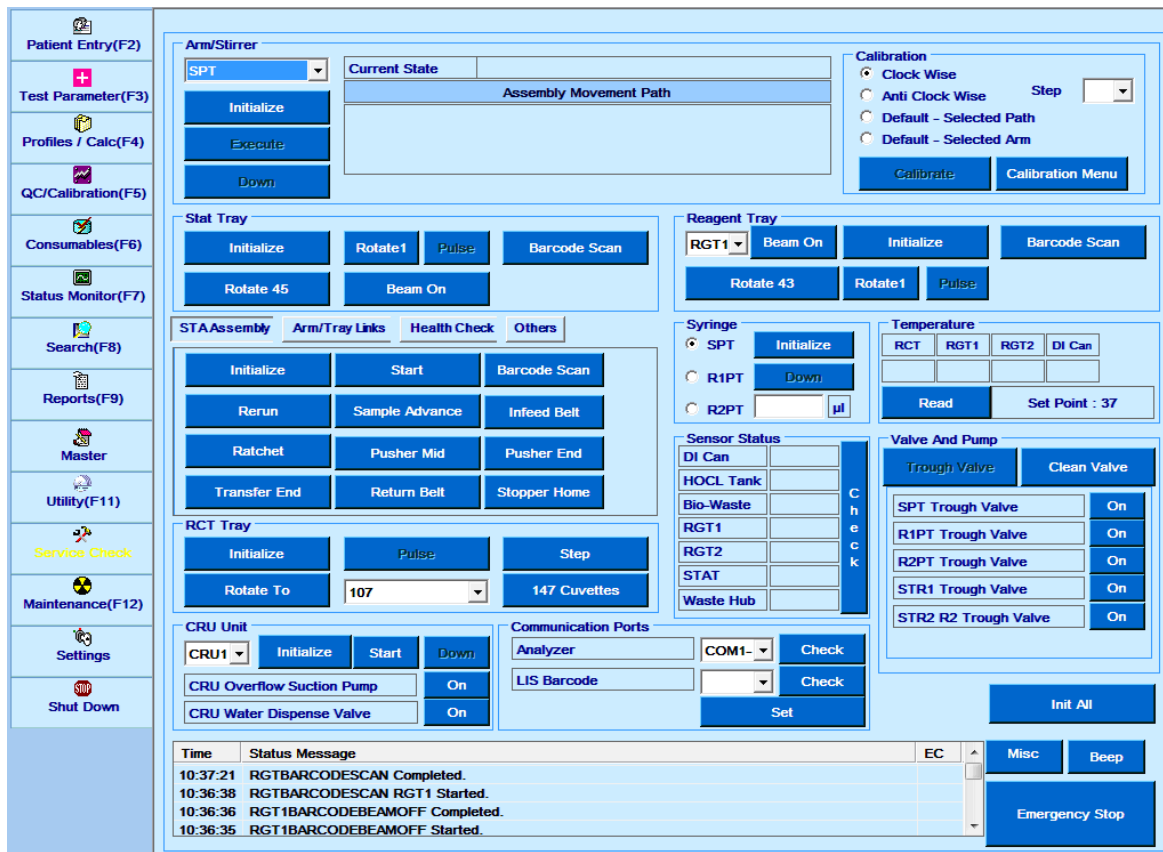 Patient Entry(F2)
Test Parameter(F3)
Profiles / Calc(F4)
QC/Calibration(F5)
Consumables(F6)
Status Monitor(F7)
Search(F8)
Reports(F9)
Master
Utility(F11)
Service Check
Maintenance(F12)
Settings
STOP
Shut Down
Arm/Stirrer
SPT
Initialize
Execute
Down
Current State
Assembly Movement Path
Calibration
Clock Wise
Anti Clock Wise
Step
Default - Selected Path
Default - Selected Arm
Calibrate
Calibration Menu
Stat Tray
Initialize
Rotate1
Pulse
Barcode Scan
Rotate 45
Beam On
Reagent Tray
RGT1
Beam On
Initialize
Barcode Scan
Rotate 43
Rotate1
Pulse
STA Assembly
Arm/Tray Links
Health Check
Others
Initialize
Start
Barcode Scan
Rerun
Sample Advance
Infeed Belt
Ratchet
Pusher Mid
Pusher End
Transfer End
Return Belt
Stopper Home
Syringe
SPT
Initialize
R1PT
Down
R2PT
µl
Temperature
RCT RGT1 RGT2 DI Can
Read
Set Point : 37
Sensor Status
DI Can
HOCL Tank
Bio-Waste
RGT1
RGT2
STAT
Waste Hub
Check
Valve And Pump
Trough Valve
Clean Valve
SPT Trough Valve On
R1PT Trough Valve On
R2PT Trough Valve On
STR1 Trough Valve On
STR2 R2 Trough Valve On
RCT Tray
Initialize
Pulse
Step
Rotate To
107
147 Cuvettes
CRU Unit
CRU1
Initialize
Start
Down
CRU Overflow Suction Pump On
CRU Water Dispense Valve On
Communication Ports
Analyzer
COM1-
Check
LIS Barcode
Check
Set
Init All
Time Status Message EC
10:37:21 RGTBARCODESCAN Completed.
10:36:38 RGTBARCODESCAN RGT1 Started.
10:36:36 RGT1BARCODEBEAMOFF Completed.
10:36:35 RGT1BARCODEBEAMOFF Started.
Misc
Beep
Emergency Stop